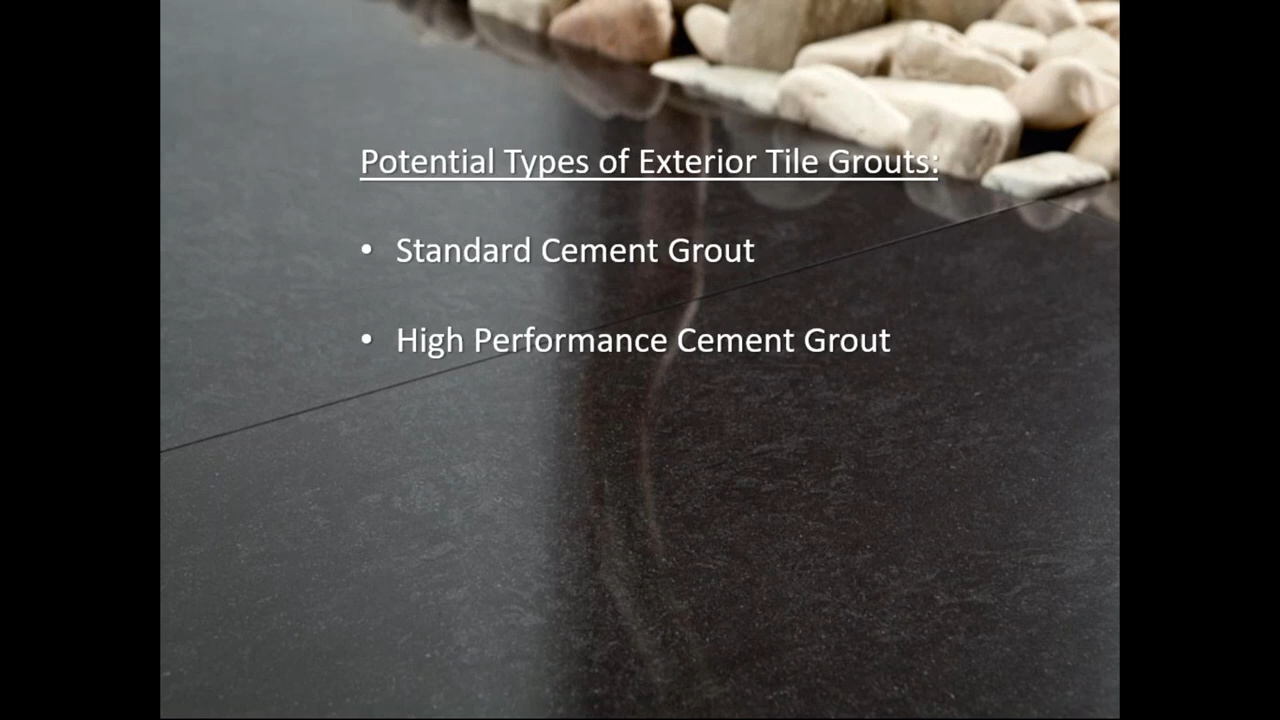 Potential Types of Exterior Tile Grouts:
• Standard Cement Grout
• High Performance Cement Grout